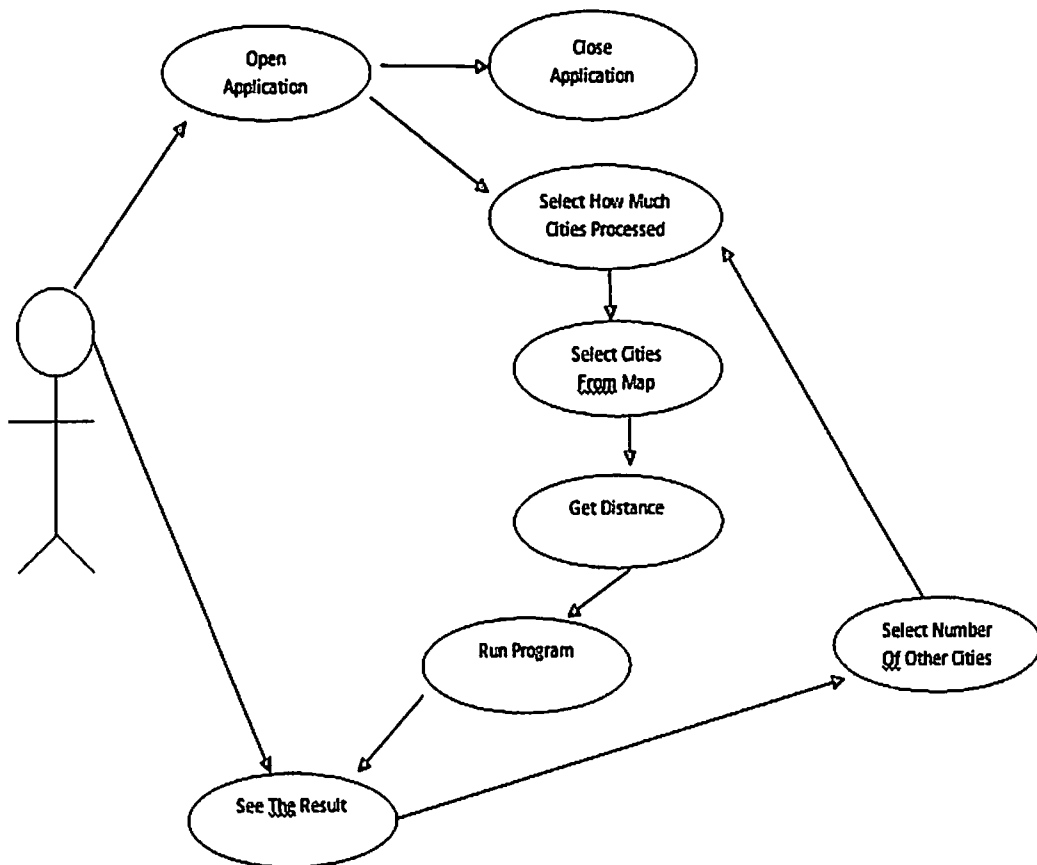 Open
Application
Close
Application
Select How Much
Cities Processed
Select Cities
From Map
Get Distance
Run Program
Select Number
Of Other Cities
See The Result